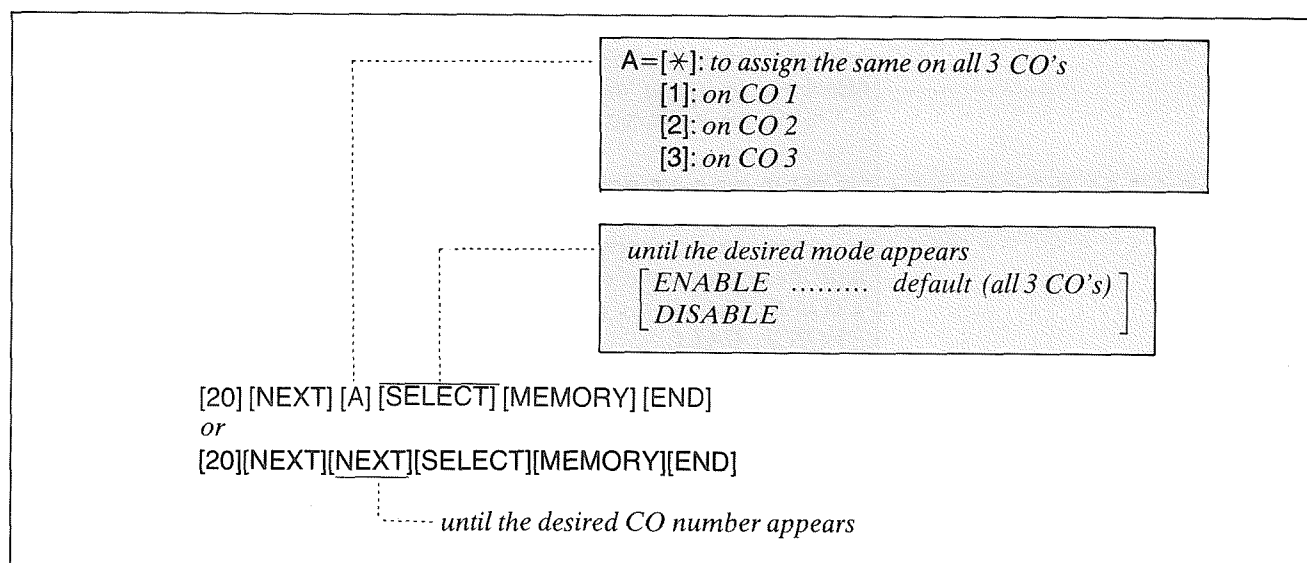 A=[*]: to assign the same on all 3 CO's
[1]: on CO 1
[2]: on CO 2
[3]: on CO 3
until the desired mode appears
ENABLE ......... default (all 3 CO's)
DISABLE
[20] [NEXT] [A] [SELECT] [MEMORY] [END]
or
[20][NEXT][NEXT][SELECT][MEMORY][END]
until the desired CO number appears